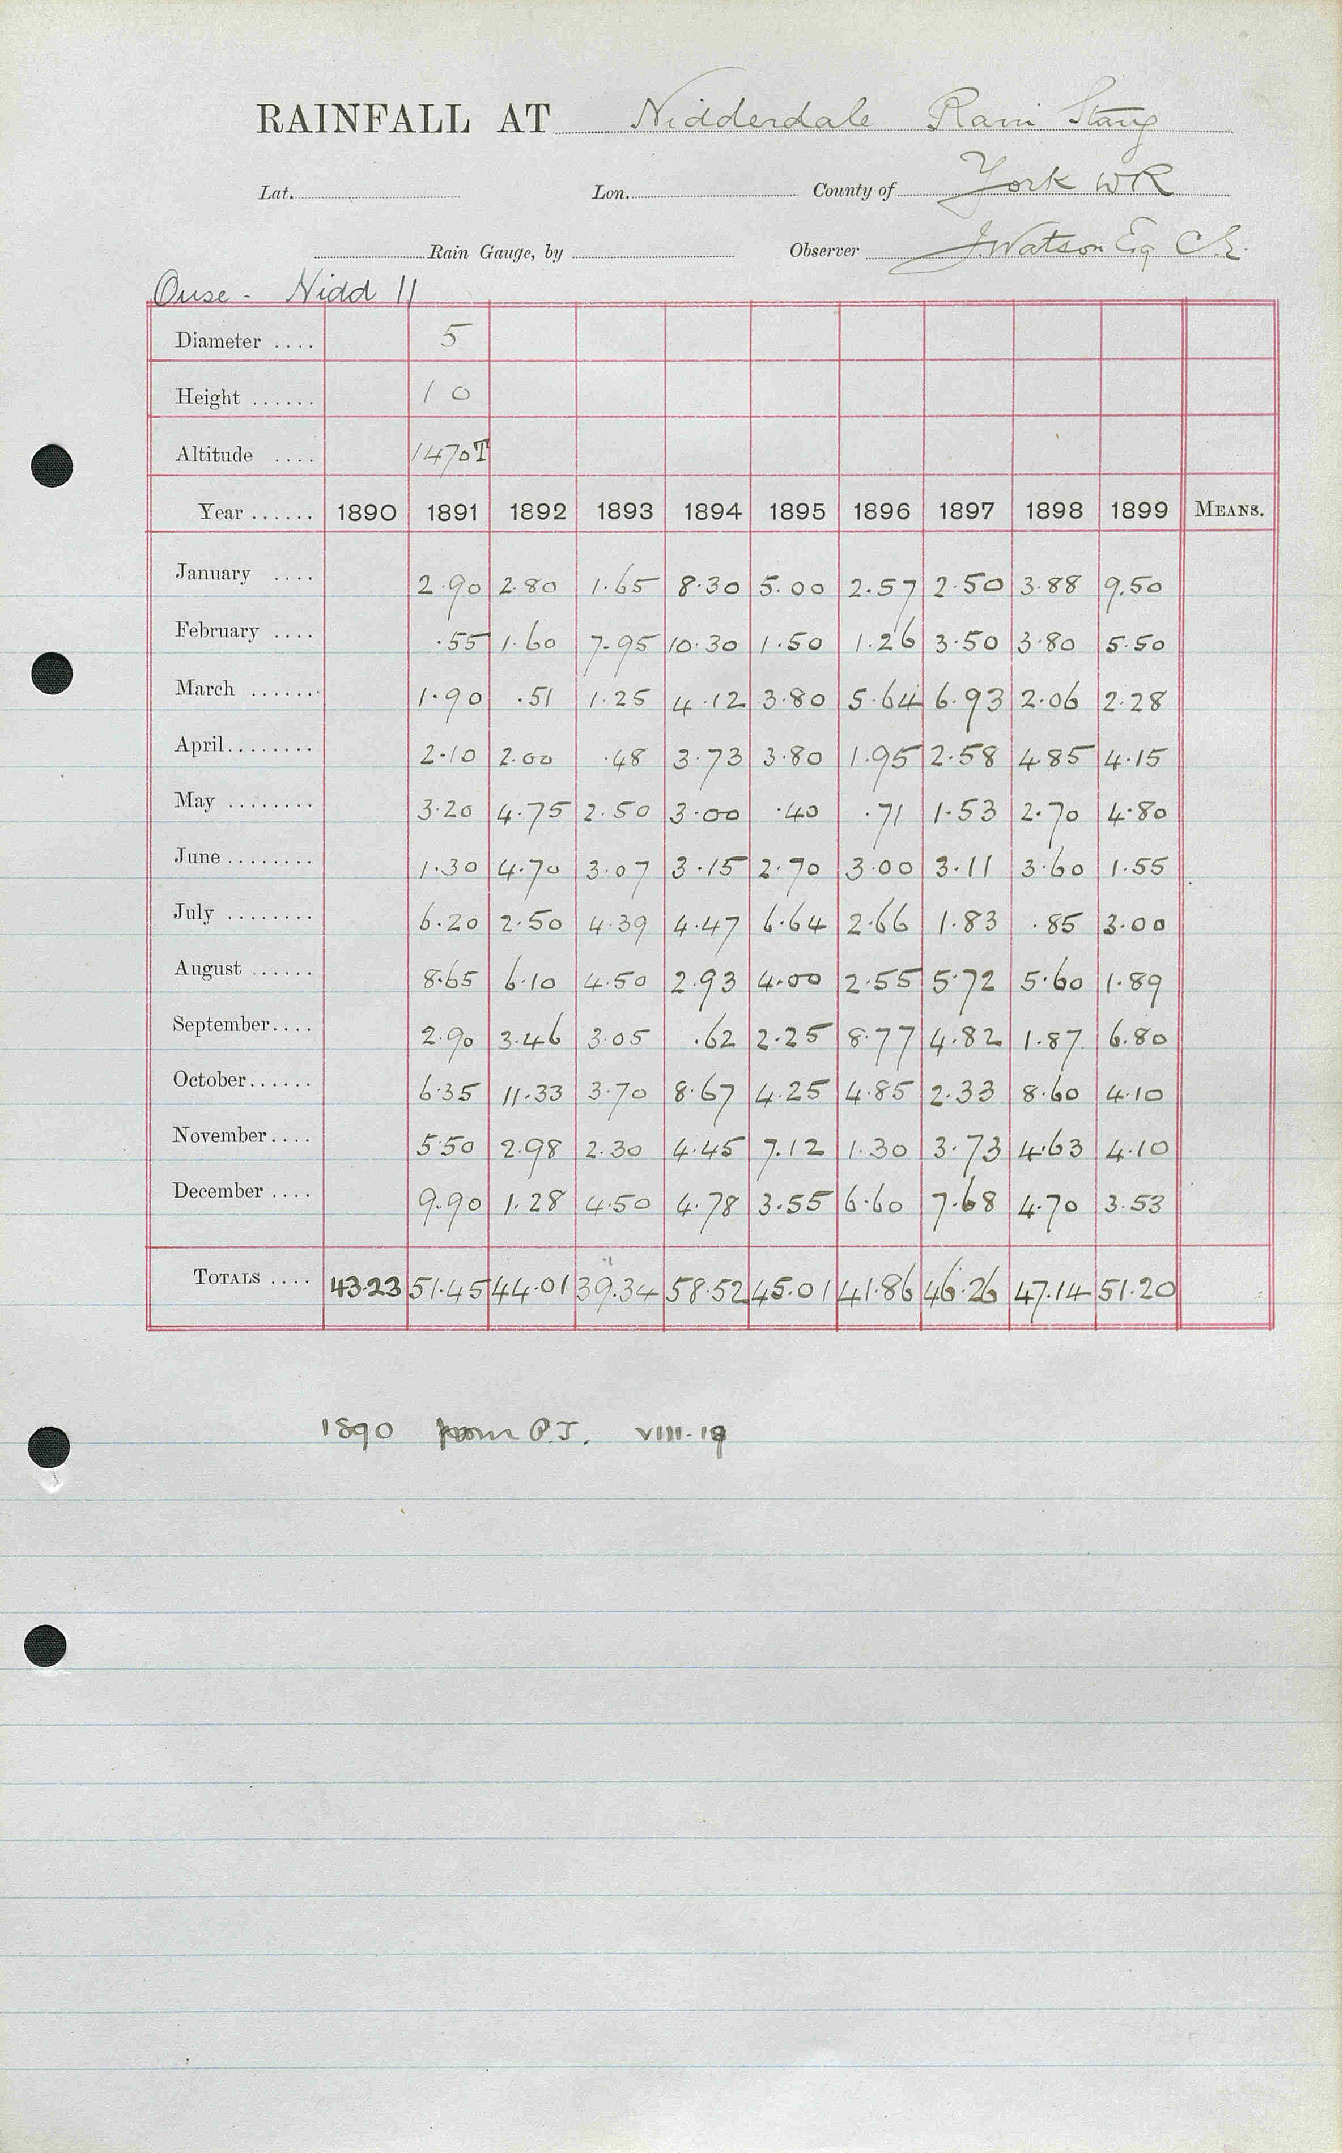 RAINFALL AT Nidderdale Rain Stang
Lat. Lon. County of York WR
Rain Gauge, by Observer J. Watson Esq C.E.
Ouse - Nidd 11
Diameter .... 5
Height ...... 10
Altitude .... 1470T
Year ...... 1890 1891 1892 1893 1894 1895 1896 1897 1898 1899 MEANS.
January .... 2.90 2.80 1.65 8.30 5.00 2.57 2.50 3.88 9.50
February .... .55 1.60 7.95 10.30 1.50 1.26 3.50 3.80 5.50
March ....... 1.90 .51 1.25 4.12 3.80 5.64 6.93 2.06 2.28
April........ 2.10 2.00 .48 3.73 3.80 1.95 2.58 4.85 4.15
May ........ 3.20 4.75 2.50 3.00 .40 .71 1.53 2.70 4.80
June ........ 1.30 4.70 3.07 3.15 2.70 3.00 3.11 3.60 1.55
July ........ 6.20 2.50 4.39 4.47 6.64 2.66 1.83 .85 3.00
August ...... 8.65 6.10 4.50 2.93 4.00 2.55 5.72 5.60 1.89
September.... 2.90 3.46 3.05 .62 2.25 8.77 4.82 1.87 6.80
October...... 6.35 11.33 3.70 8.67 4.25 4.85 2.33 8.60 4.10
November.... 5.50 2.98 2.30 4.45 7.12 1.30 3.73 4.63 4.10
December .... 9.90 1.28 4.50 4.78 3.55 6.60 7.68 4.70 3.53
TOTALS .... 43.23 51.45 44.01 39.34 58.52 45.01 41.86 46.26 47.14 51.20
1890 from P.J. VIII.19